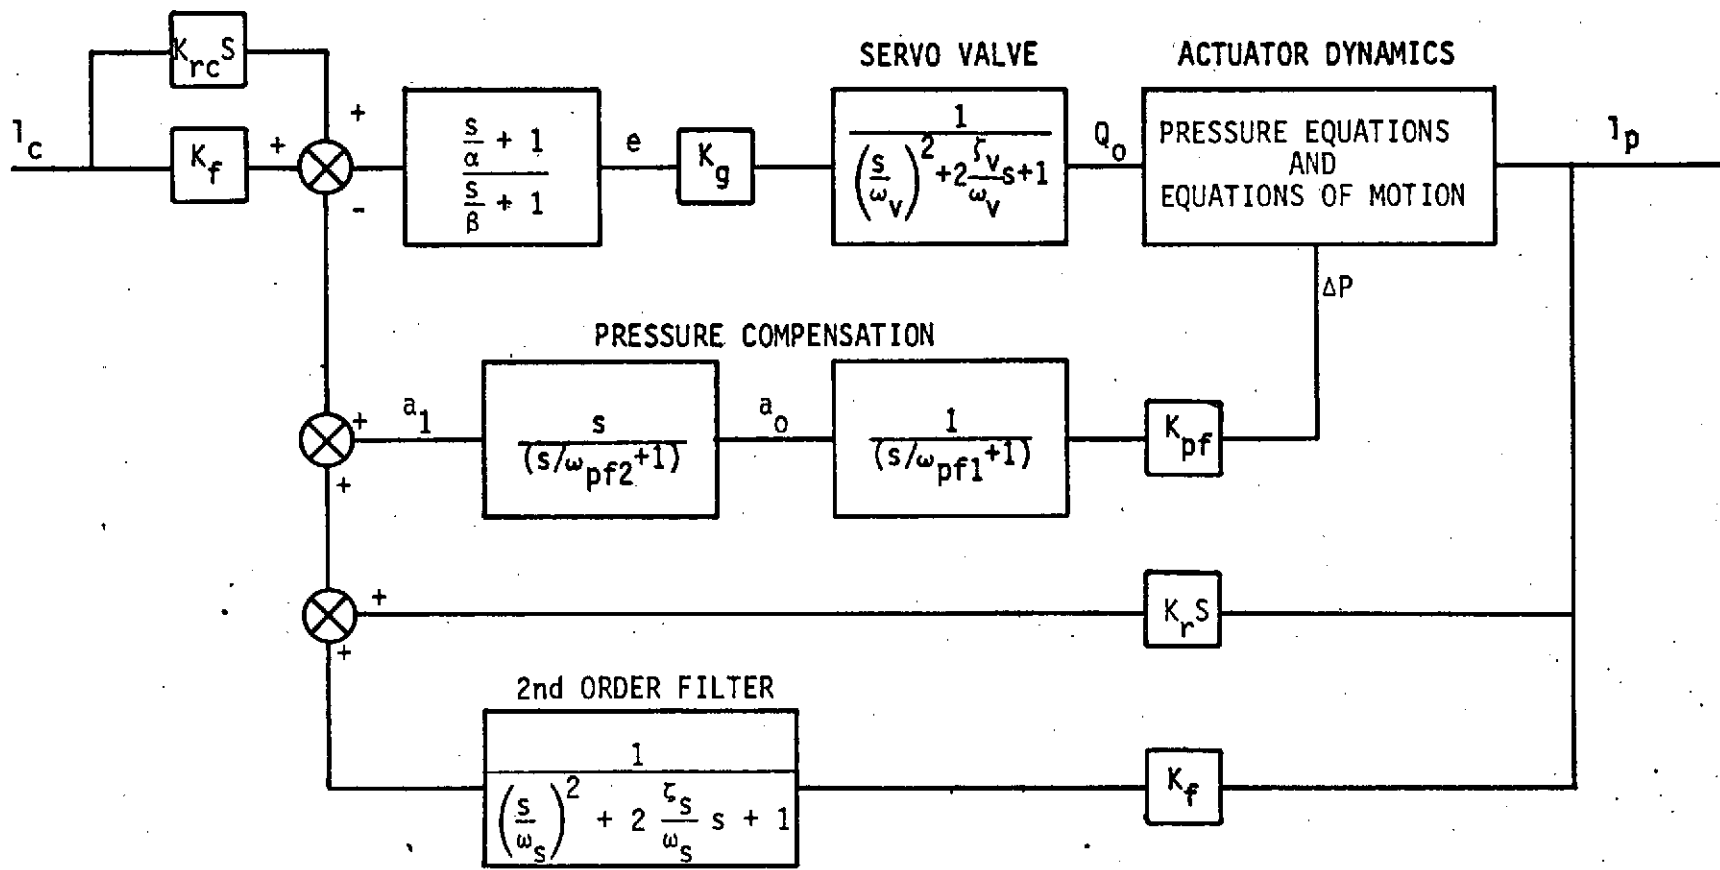 K_rc S
SERVO VALVE
ACTUATOR DYNAMICS
l_c
K_f
+
+
-
s/α + 1
s/β + 1
e
K_g
1
(s/ω_v)^2 +2 ζ_v/ω_v s+1
Q_o
PRESSURE EQUATIONS
AND
EQUATIONS OF MOTION
l_p
ΔP
PRESSURE COMPENSATION
+
a_1
s
(s/ω_pf2 +1)
a_o
1
(s/ω_pf1 +1)
K_pf
+
+
K_r S
+
2nd ORDER FILTER
1
(s/ω_s)^2 + 2 ζ_s/ω_s s + 1
K_f